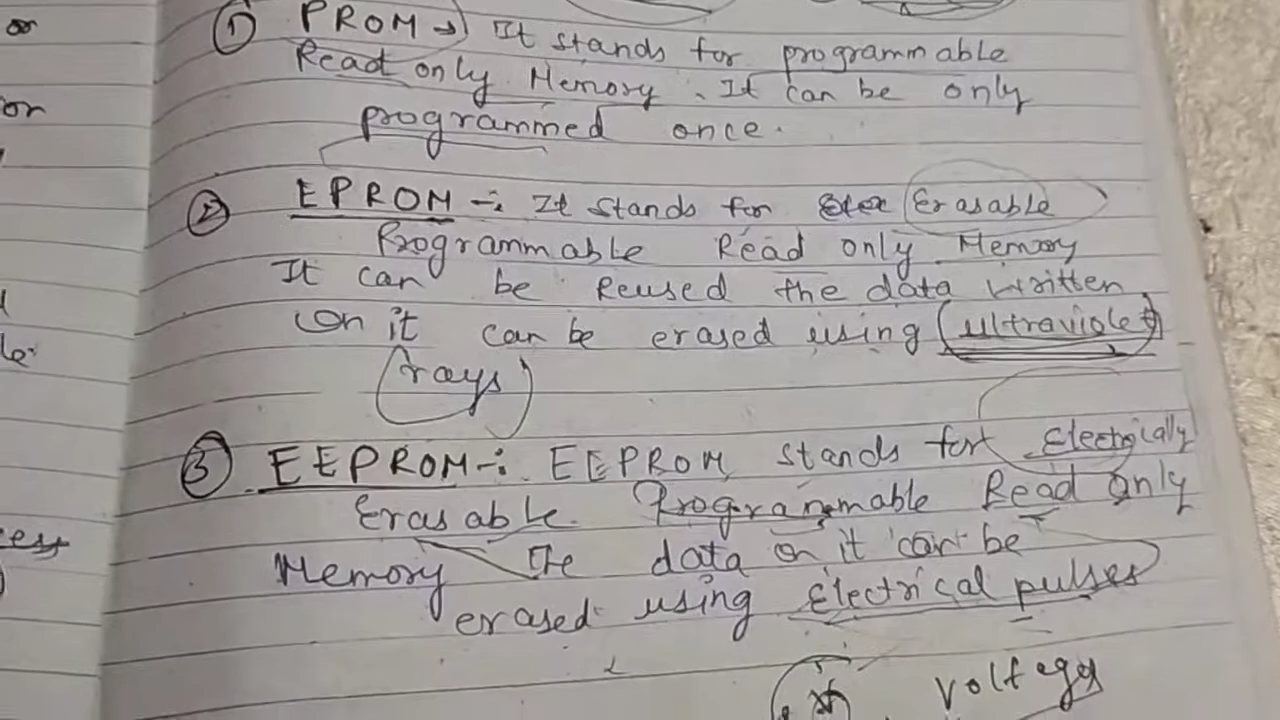 or
① PROM → It stands for programmable
Read only Memory. It can be only
programmed once.
② EPROM -: It stands for Erasable
Programmable Read only Memory
It can be Reused the data written
on it can be erased using (ultraviolet)
(rays)
③ EEPROM -: EEPROM stands for Electrically
Erasable Programmable Read Only
Memory The data on it can be
erased using Electrical pulses
voltage